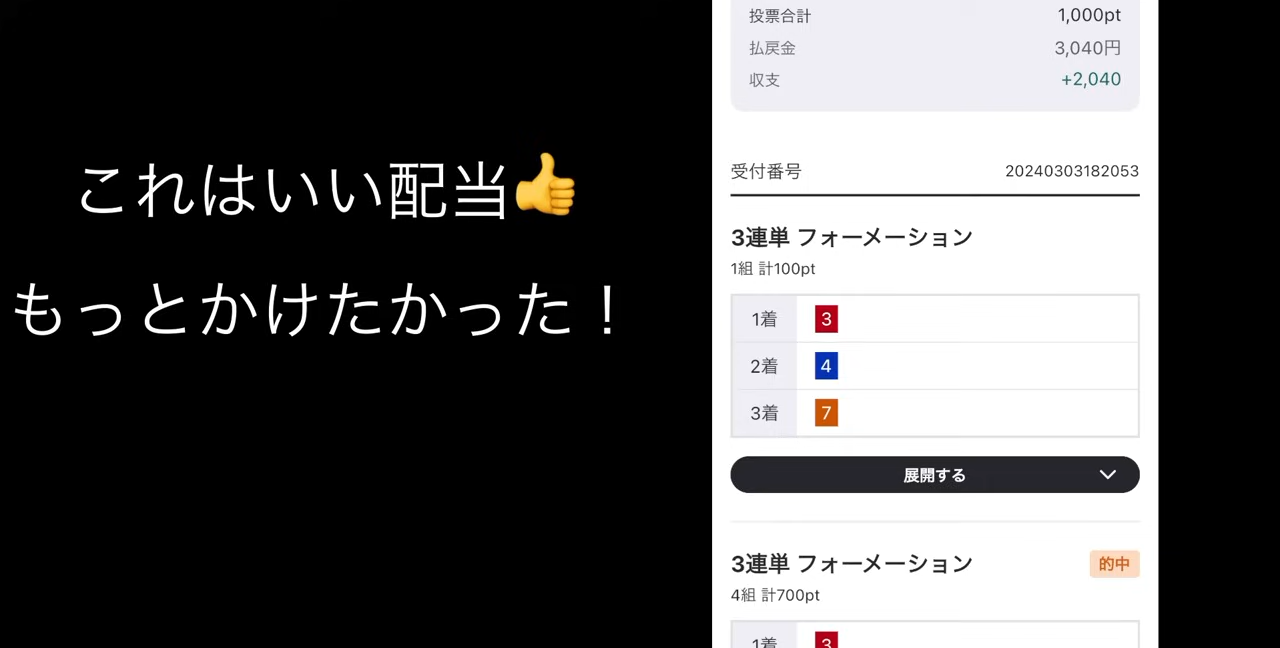 これはいい配当👍
もっとかけたかった！
投票合計 1,000pt
払戻金 3,040円
収支 +2,040
受付番号 20240303182053
3連単 フォーメーション
1組 計100pt
1着 3
2着 4
3着 7
展開する
3連単 フォーメーション 的中
4組 計700pt
1着 3